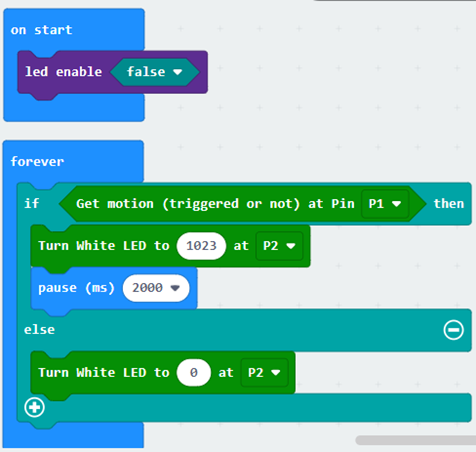 on start
led enable false
forever
if Get motion (triggered or not) at Pin P1 then
Turn White LED to 1023 at P2
pause (ms) 2000
else
Turn White LED to 0 at P2